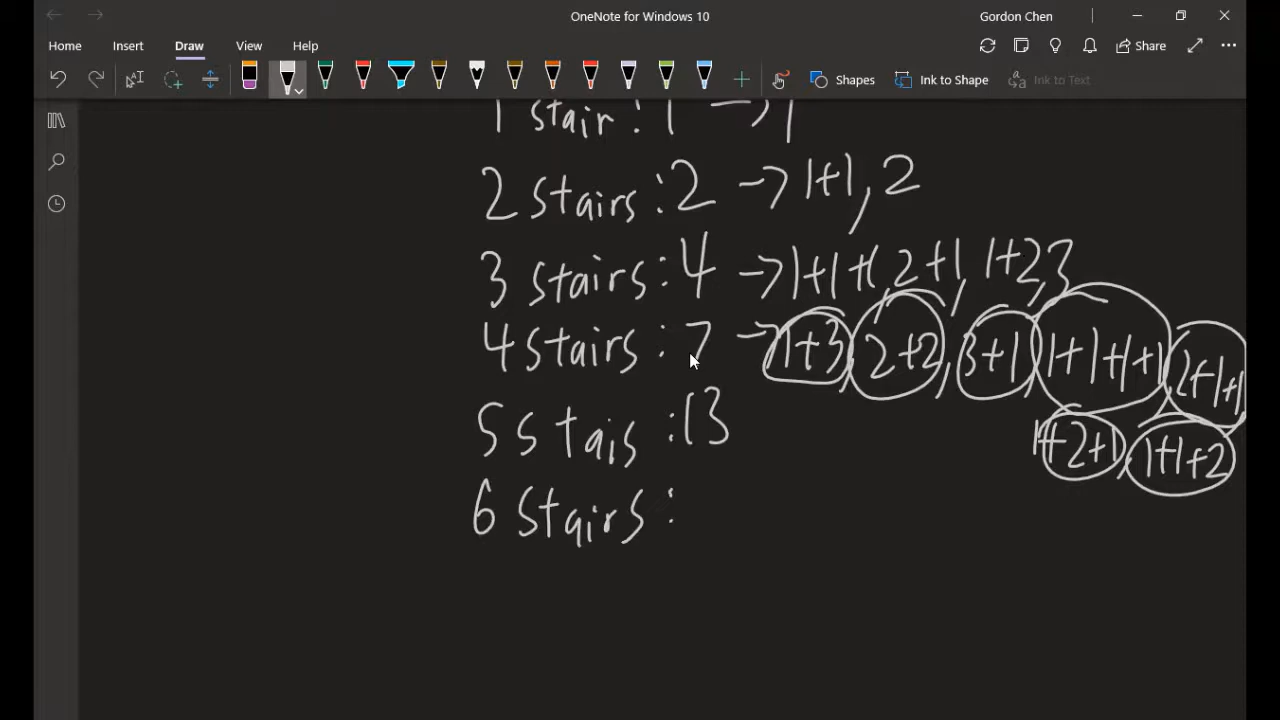 OneNote for Windows 10
Gordon Chen
Home Insert Draw View Help
Share
Shapes Ink to Shape Ink to Text
1 stair: 1 → 1
2 stairs: 2 → 1+1, 2
3 stairs: 4 → 1+1+1, 2+1, 1+2, 3
4 stairs: 7 → 1+3, 2+2, 3+1, 1+1+1+1, 2+1+1
1+2+1, 1+1+2
5 stais: 13
6 stairs: